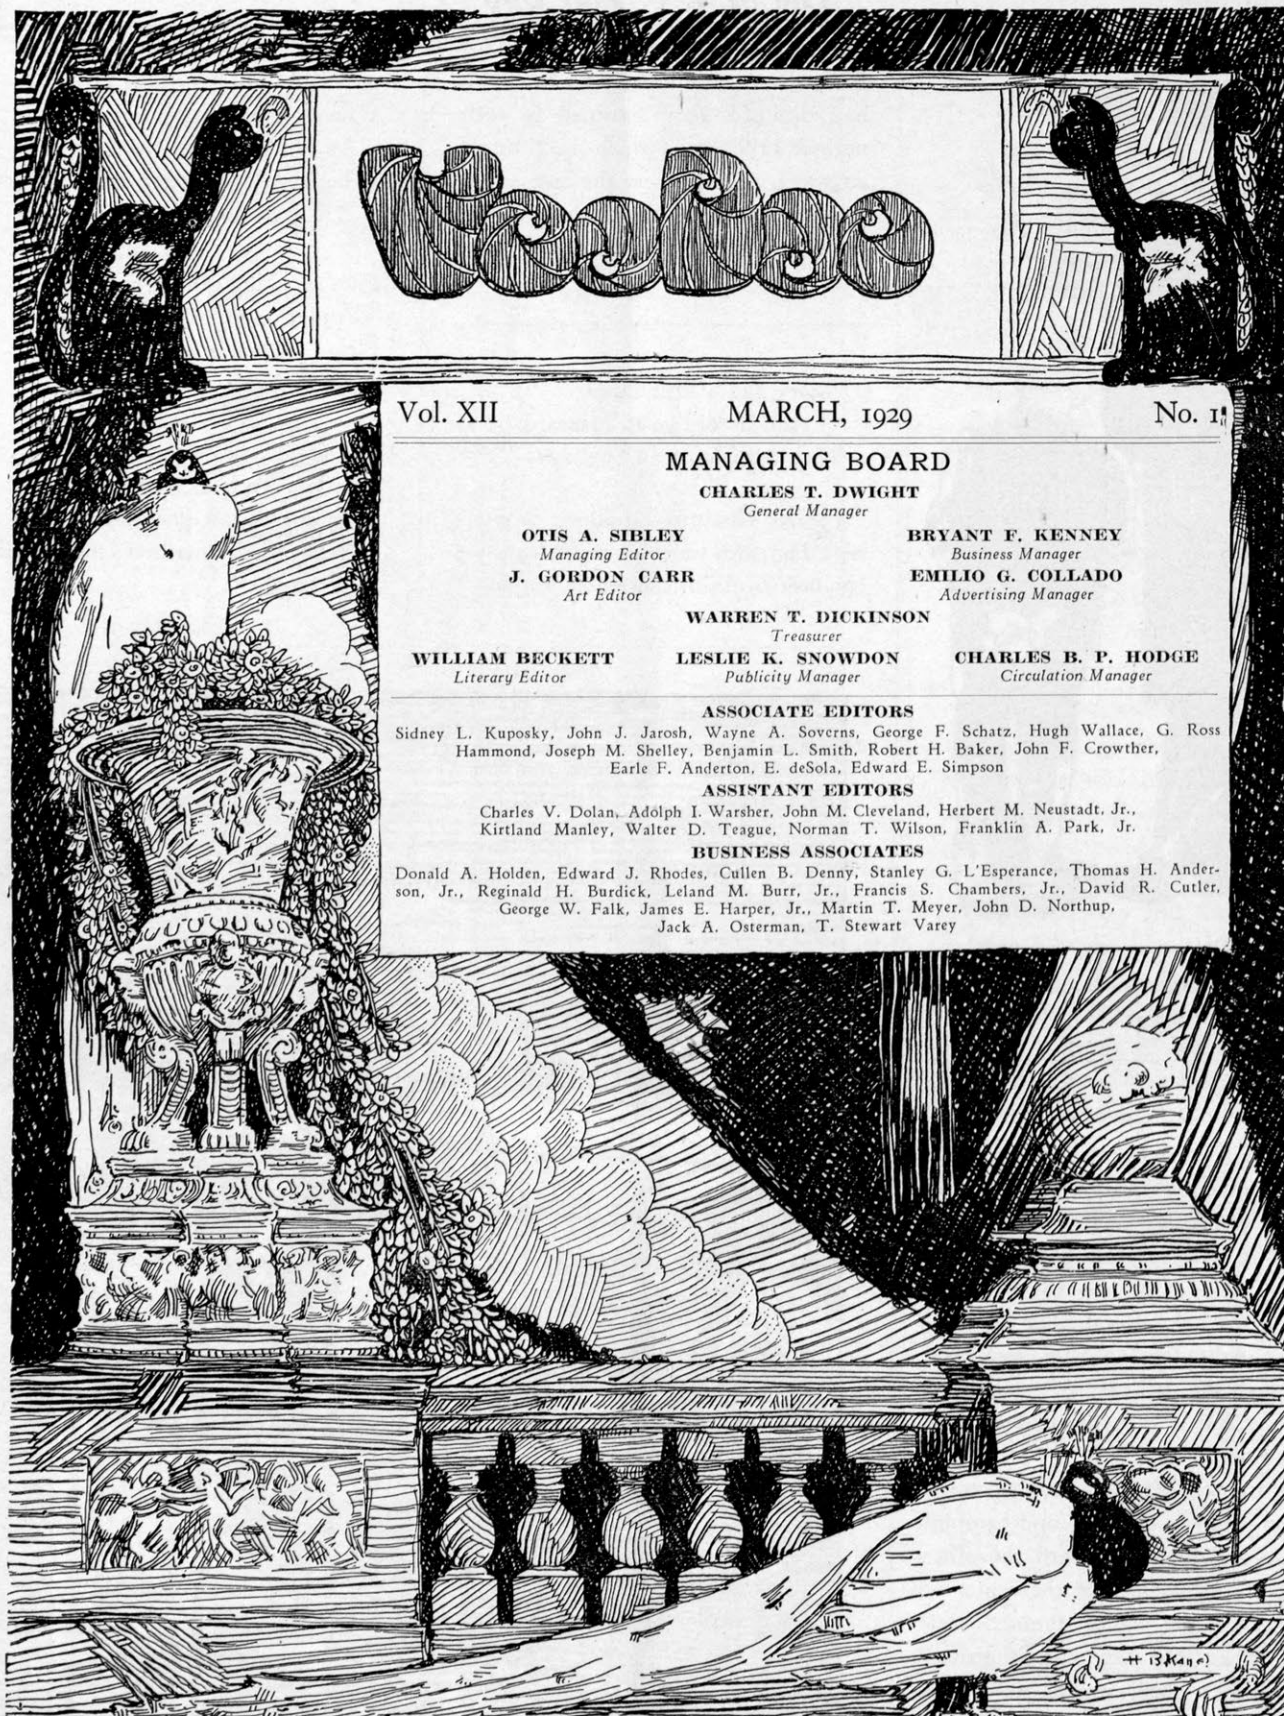 VooDoo
Vol. XII MARCH, 1929 No. 1
MANAGING BOARD
CHARLES T. DWIGHT
General Manager
OTIS A. SIBLEY BRYANT F. KENNEY
Managing Editor Business Manager
J. GORDON CARR EMILIO G. COLLADO
Art Editor Advertising Manager
WARREN T. DICKINSON
Treasurer
WILLIAM BECKETT LESLIE K. SNOWDON CHARLES B. P. HODGE
Literary Editor Publicity Manager Circulation Manager
ASSOCIATE EDITORS
Sidney L. Kuposky, John J. Jarosh, Wayne A. Soverns, George F. Schatz, Hugh Wallace, G. Ross
Hammond, Joseph M. Shelley, Benjamin L. Smith, Robert H. Baker, John F. Crowther,
Earle F. Anderton, E. deSola, Edward E. Simpson
ASSISTANT EDITORS
Charles V. Dolan, Adolph I. Warsher, John M. Cleveland, Herbert M. Neustadt, Jr.,
Kirtland Manley, Walter D. Teague, Norman T. Wilson, Franklin A. Park, Jr.
BUSINESS ASSOCIATES
Donald A. Holden, Edward J. Rhodes, Cullen B. Denny, Stanley G. L'Esperance, Thomas H. Ander-
son, Jr., Reginald H. Burdick, Leland M. Burr, Jr., Francis S. Chambers, Jr., David R. Cutler,
George W. Falk, James E. Harper, Jr., Martin T. Meyer, John D. Northup,
Jack A. Osterman, T. Stewart Varey
H B Kane